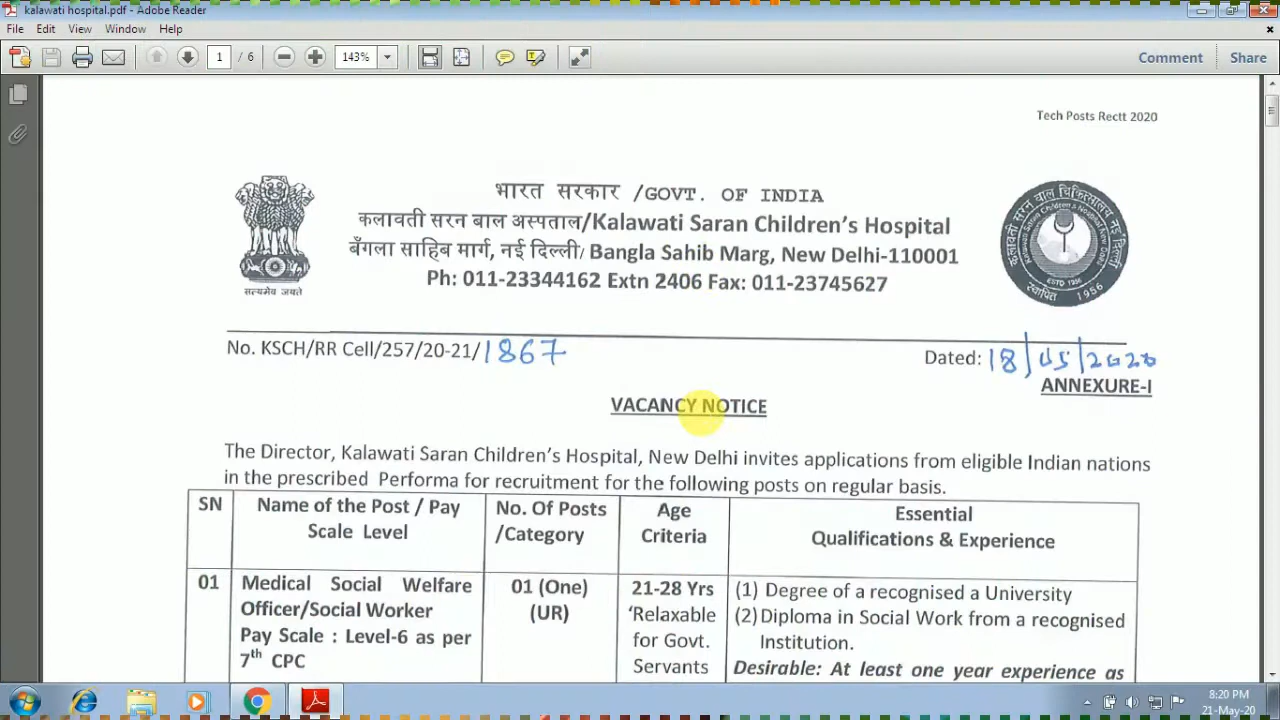 kalawati hospital.pdf - Adobe Reader
File Edit View Window Help
1 / 6 143% Comment Share
Tech Posts Rectt 2020
भारत सरकार /GOVT. OF INDIA
कलावती सरन बाल अस्पताल/Kalawati Saran Children's Hospital
बँगला साहिब मार्ग, नई दिल्ली/ Bangla Sahib Marg, New Delhi-110001
Ph: 011-23344162 Extn 2406 Fax: 011-23745627
सत्यमेव जयते
कलावती सरन बाल चिकित्सालय नई दिल्ली
ESTD 1956
स्थापित 1956
No. KSCH/RR Cell/257/20-21/1867
Dated: 18/05/2020
ANNEXURE-I
VACANCY NOTICE
The Director, Kalawati Saran Children's Hospital, New Delhi invites applications from eligible Indian nations
in the prescribed Performa for recruitment for the following posts on regular basis.
SN Name of the Post / Pay No. Of Posts Age Essential
Scale Level /Category Criteria Qualifications & Experience
01 Medical Social Welfare 01 (One) 21-28 Yrs (1) Degree of a recognised a University
Officer/Social Worker (UR) 'Relaxable (2) Diploma in Social Work from a recognised
Pay Scale : Level-6 as per for Govt. Institution.
7th CPC Servants Desirable: At least one year experience as
8:20 PM
21-May-20